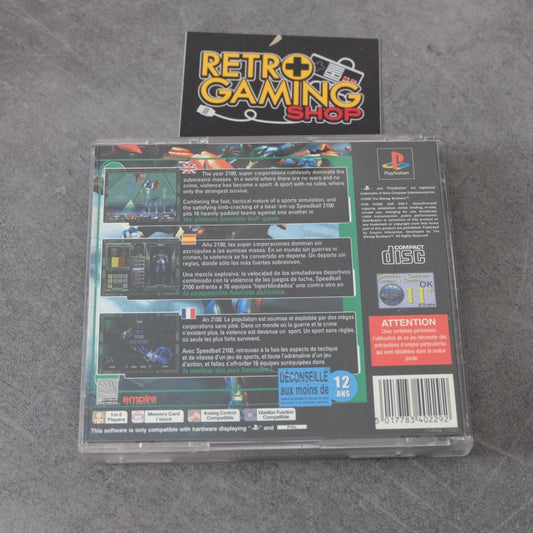 RETRO
GAMING
SHOP
The year 2100, super corporations ruthlessly dominate the
submissive masses. In a world where there are no wars and no
crime, violence has become a sport. A sport with no rules, where
only the strongest survive.
Combining the fast, tactical nature of a sports simulation, and
the satisfying limb-cracking of a beat-'em-up Speedball 2100
pits 16 heavily-padded teams against one another in
the ultimate futuristic ball-game
Año 2100, las super corporaciones dominan sin
escrúpulos a las sumisas masas. En un mundo sin guerras ni
crimen, la violencia se ha convertido en deporte. Un deporte sin
reglas, donde solo los más fuertes sobreviven.
Una mezcla explosiva: la velocidad de los simuladores deportivos
combinado con la violencia de los juegos de lucha, Speedball
2100 enfrenta a 16 equipos 'hiperblindados' uno contra otro en
la competición futurista definitiva.
An 2100. La population est soumise et exploitée par des mégas
corporations sans pitié. Dans un monde où la guerre et le crime
n'existent plus, la violence est devenue un sport. Un sport sans règles,
où seuls les plus forts survivent.
Avec Speedball 2100, retrouvez à la fois les aspects de tactique
et de vitesse d'un jeu de sports, et toute l'adrénaline d'un jeu
d'action, et faites s'affronter 16 équipes suréquipées dans
le meilleur des jeux
DÉCONSEILLÉ
aux moins de
12
ANS
empire
1 or 2
Players
Memory Card
1 block
Analog Control
Compatible
Vibration Function
Compatible
This software is only compatible with hardware displaying and PAL
PlayStation
COMPACT
disc
OK
11+
ATTENTION
Chez certaines personnes,
l'utilisation de ce jeu nécessite des
précautions d'emploi particulières
qui sont détaillées dans la notice
jointe
5 017783 402292